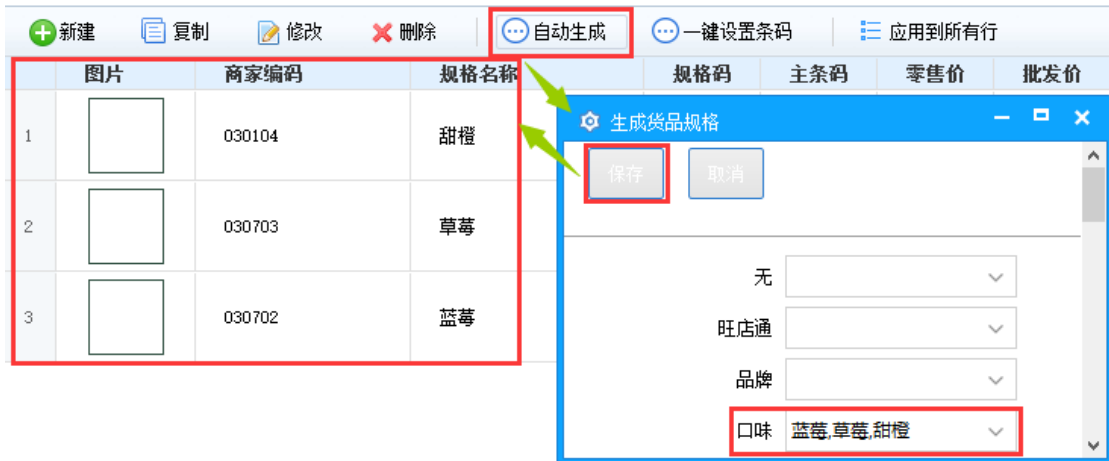 新建 复制 修改 删除 自动生成 一键设置条码 应用到所有行
图片 商家编码 规格名称 规格码 主条码 零售价 批发价
生成货品规格
保存 取消
1 030104 甜橙
2 030703 草莓
3 030702 蓝莓
无
旺店通
品牌
口味 蓝莓,草莓,甜橙